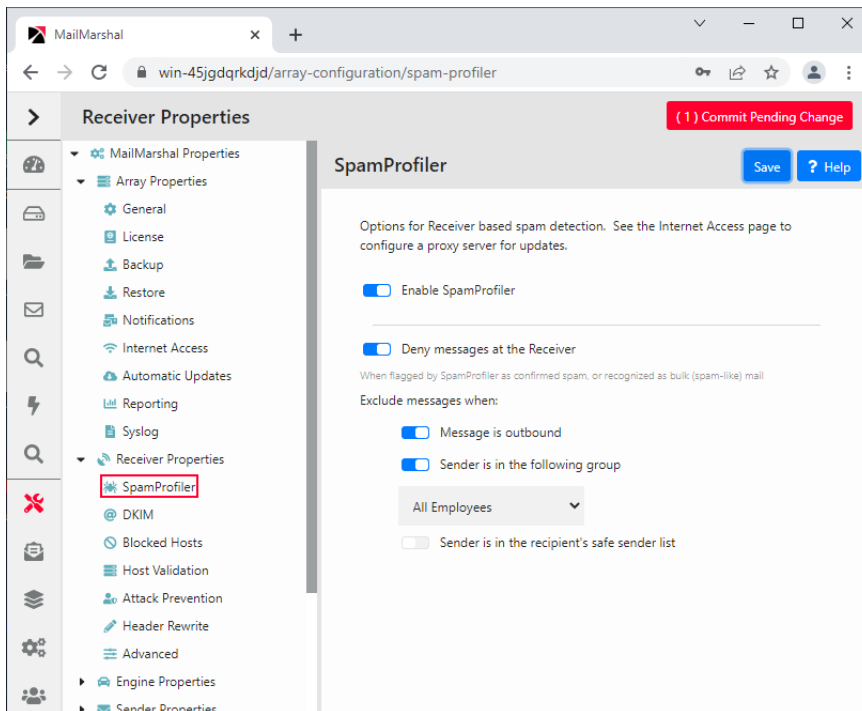 MailMarshal
win-45jgdqrkdjd/array-configuration/spam-profiler
Receiver Properties
( 1 ) Commit Pending Change
MailMarshal Properties
Array Properties
General
License
Backup
Restore
Notifications
Internet Access
Automatic Updates
Reporting
Syslog
Receiver Properties
SpamProfiler
DKIM
Blocked Hosts
Host Validation
Attack Prevention
Header Rewrite
Advanced
Engine Properties
Sender Properties
SpamProfiler
Save
? Help
Options for Receiver based spam detection. See the Internet Access page to
configure a proxy server for updates.
Enable SpamProfiler
Deny messages at the Receiver
When flagged by SpamProfiler as confirmed spam, or recognized as bulk (spam-like) mail
Exclude messages when:
Message is outbound
Sender is in the following group
All Employees
Sender is in the recipient's safe sender list